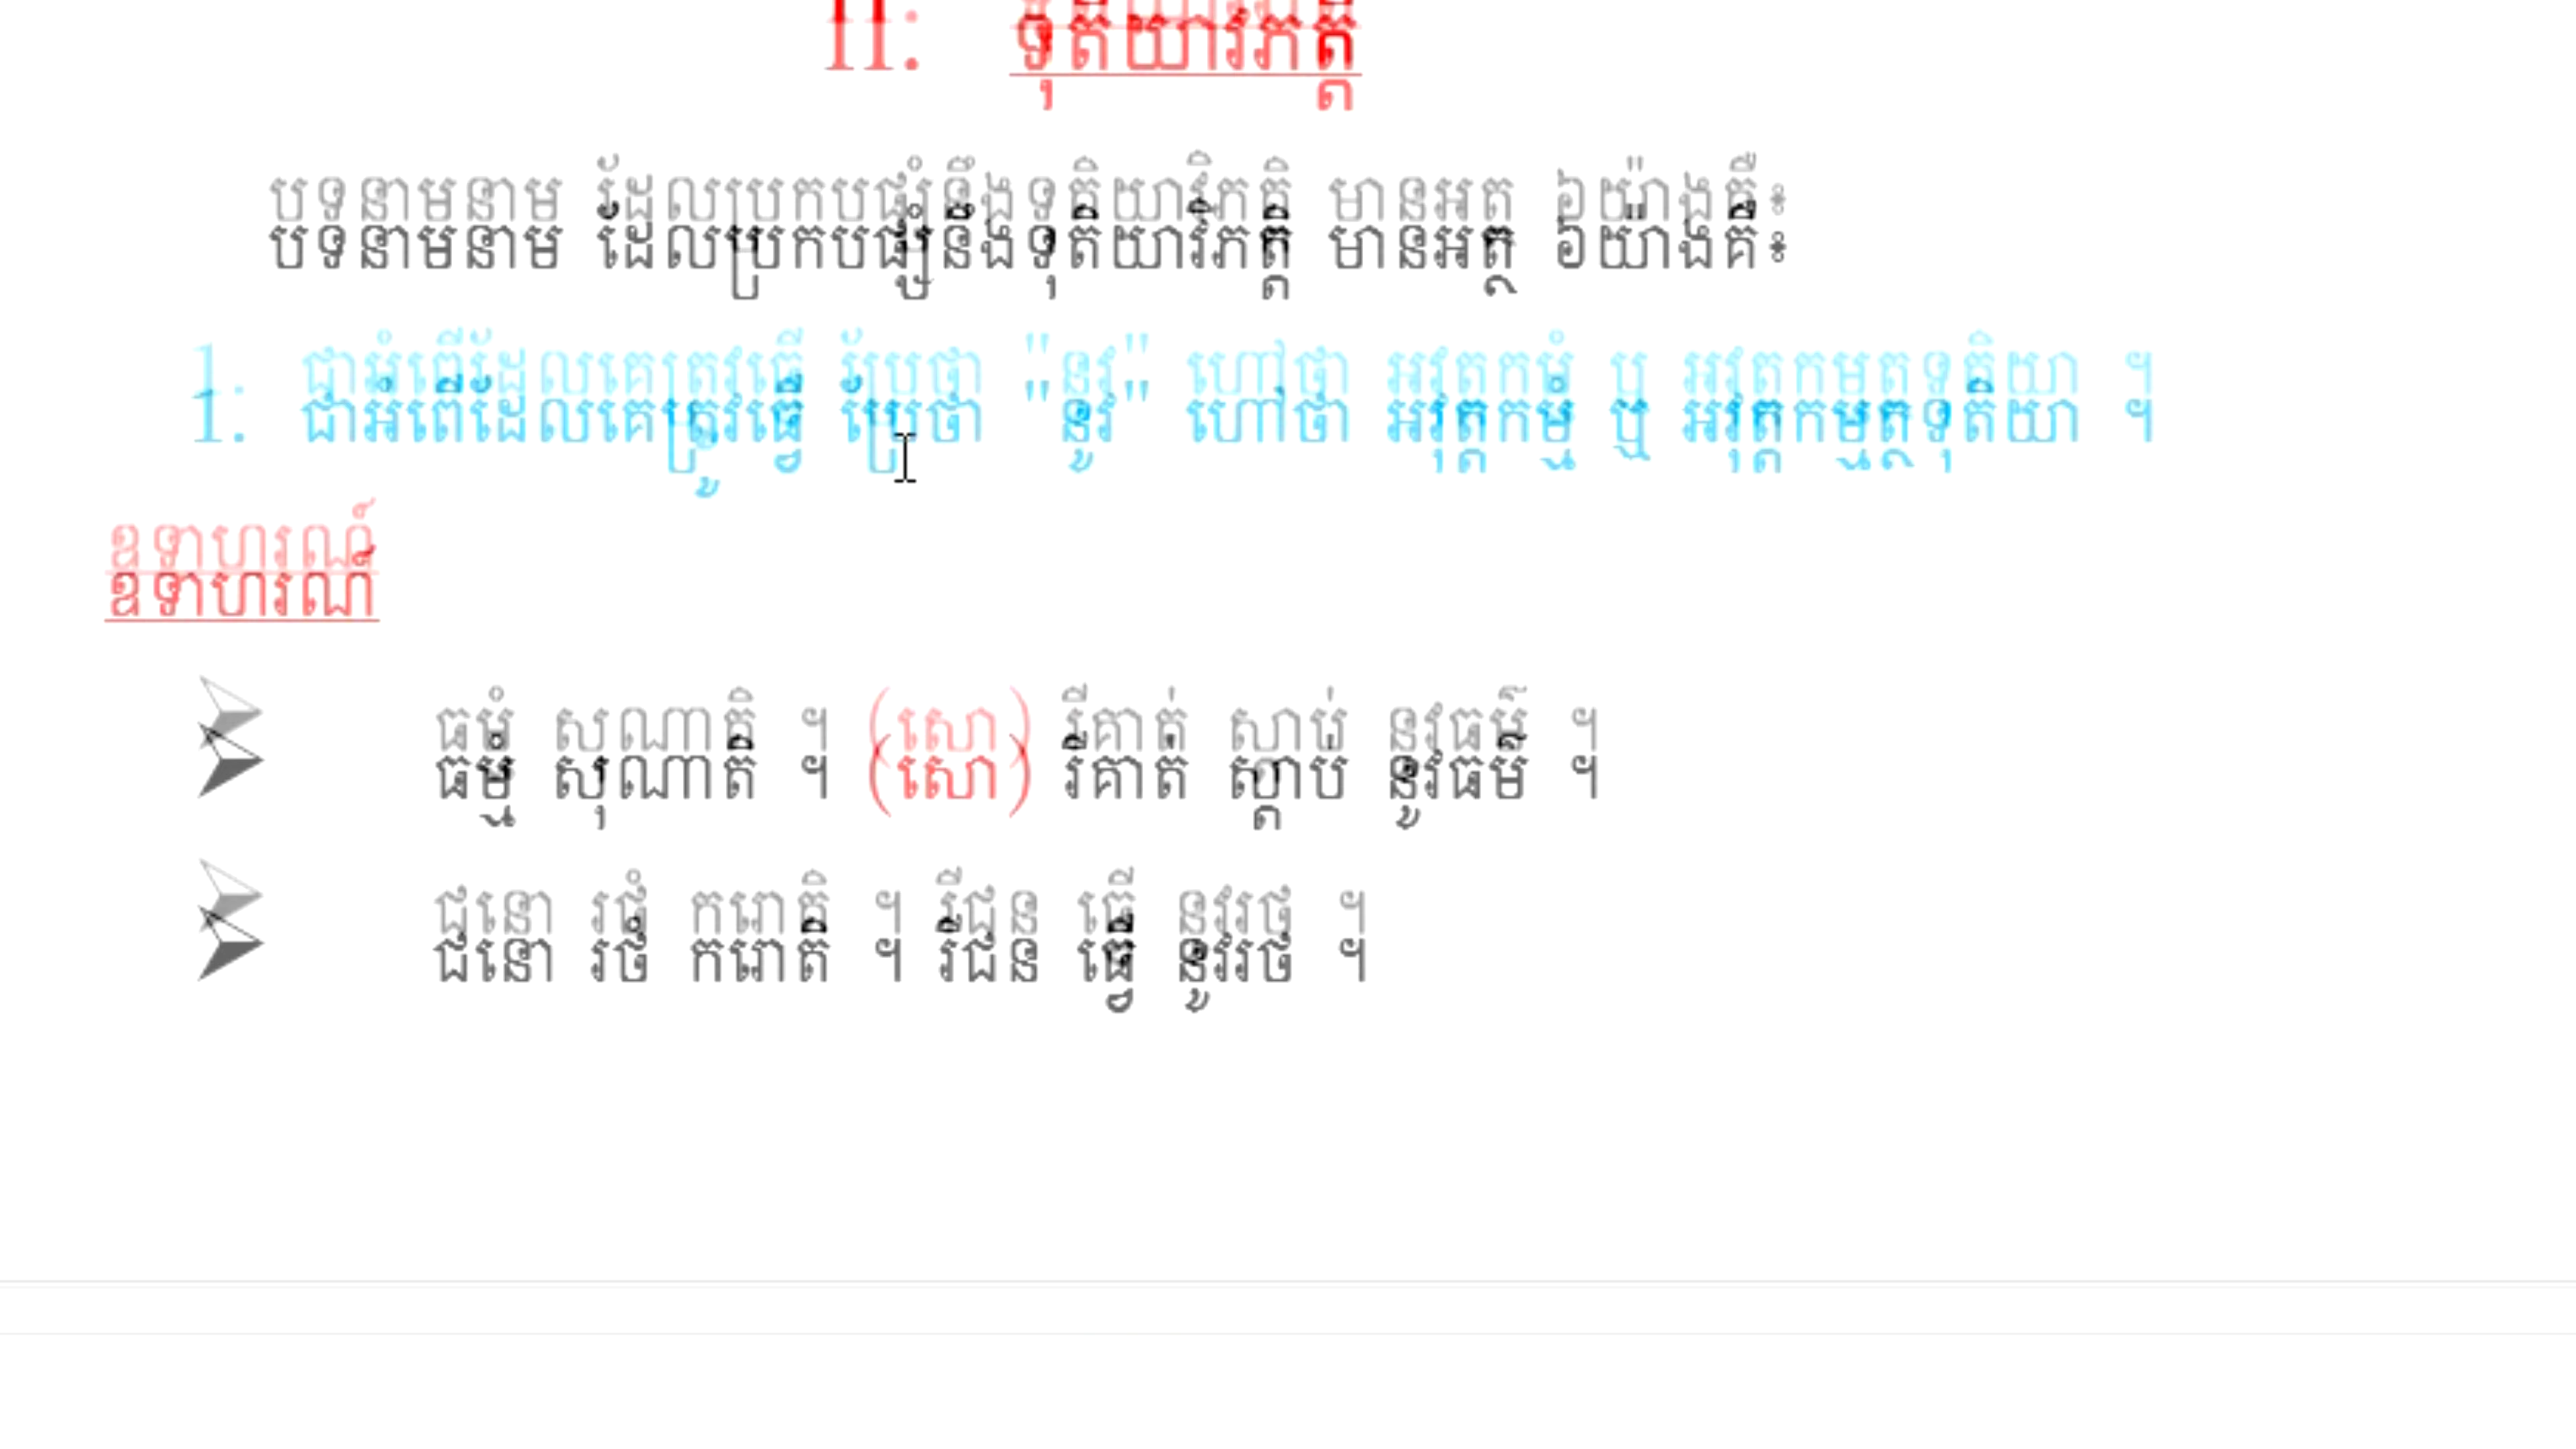 II: ទុតិយាវិភត្តិ
បទនាមនាម ដែលប្រកបផ្សំនឹងទុតិយាវិភត្តិ មានអត្ថ ៦យ៉ាងគឺ៖
1. ជាអំពើដែលគេត្រូវធ្វើ ប្រែថា "នូវ" ហៅថា អវុត្តកម្មំ ឬ អវុត្តកម្មត្ថទុតិយា ។
ឧទាហរណ៍
➢ ធម្មំ សុណាតិ ។ (សោ) រីគាត់ ស្តាប់ នូវធម៌ ។
➢ ជនោ រថំ ករោតិ ។ រីជន ធ្វើ នូវរថ ។